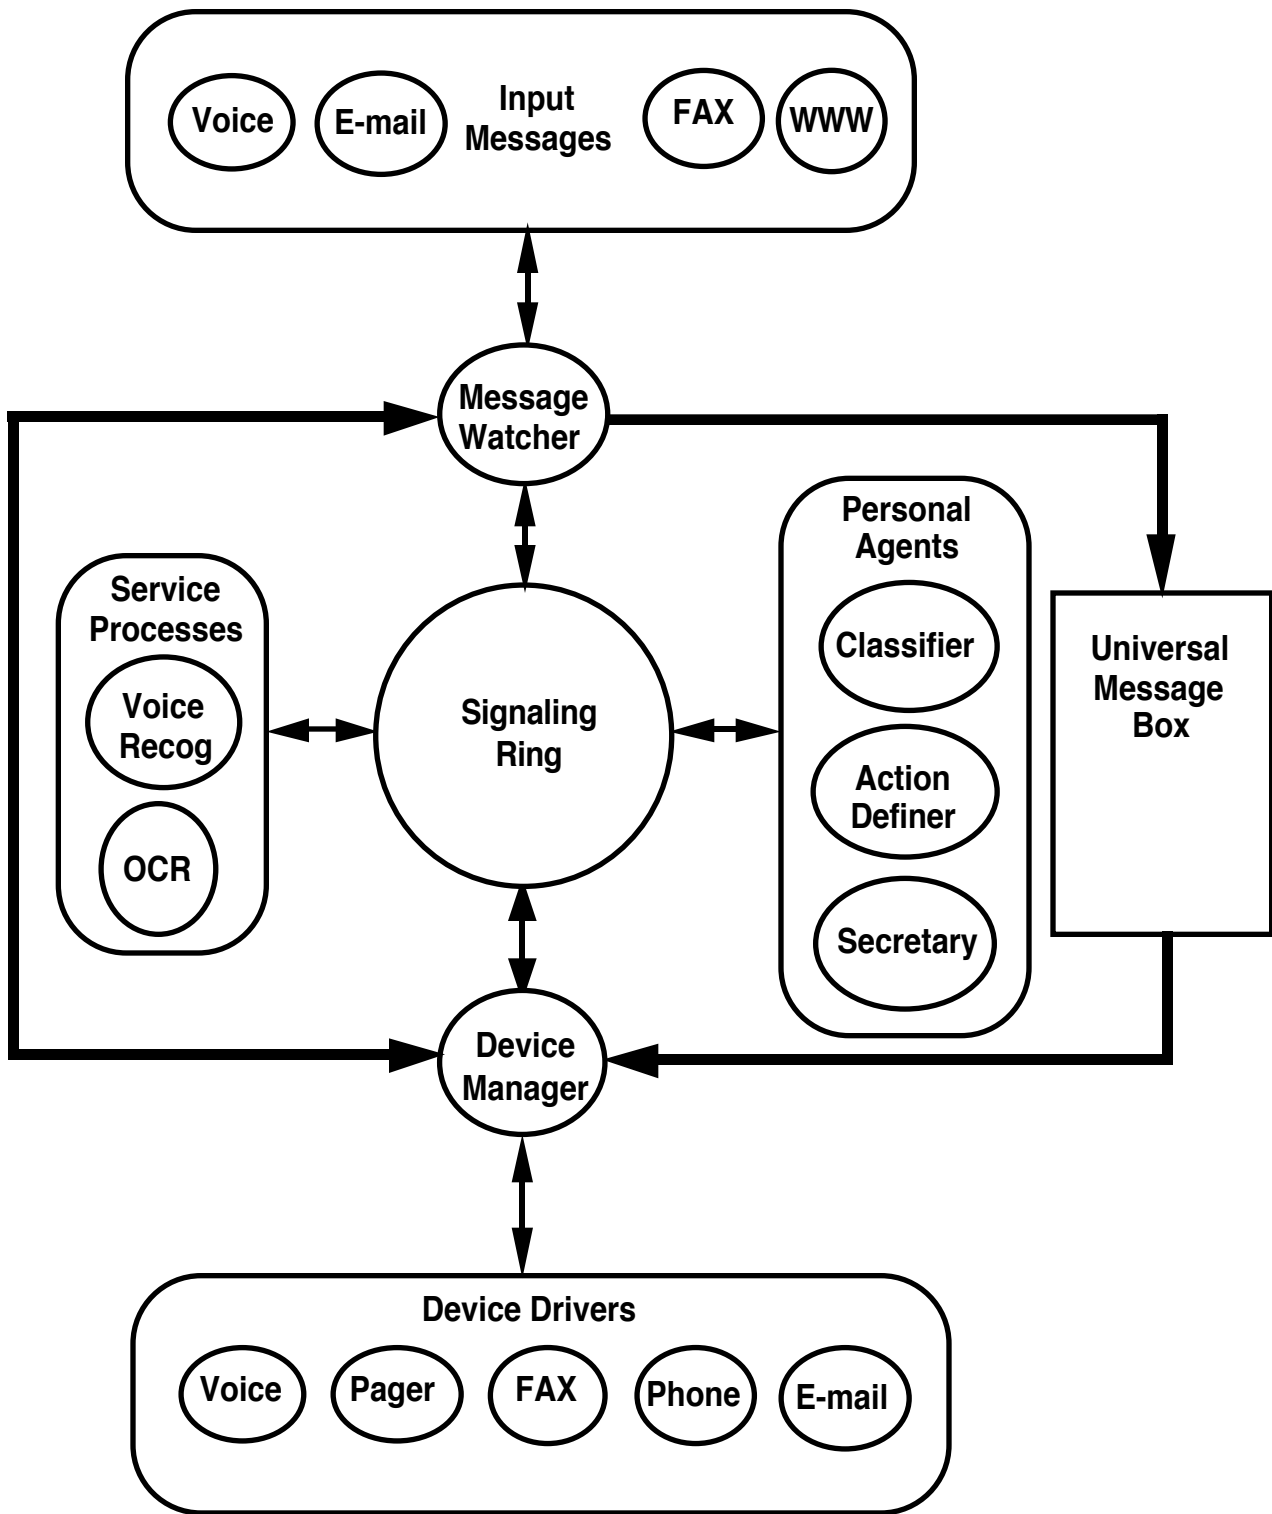 Voice
E-mail
Input
Messages
FAX
WWW
Message
Watcher
Service
Processes
Voice
Recog
OCR
Signaling
Ring
Personal
Agents
Classifier
Action
Definer
Secretary
Universal
Message
Box
Device
Manager
Device Drivers
Voice
Pager
FAX
Phone
E-mail